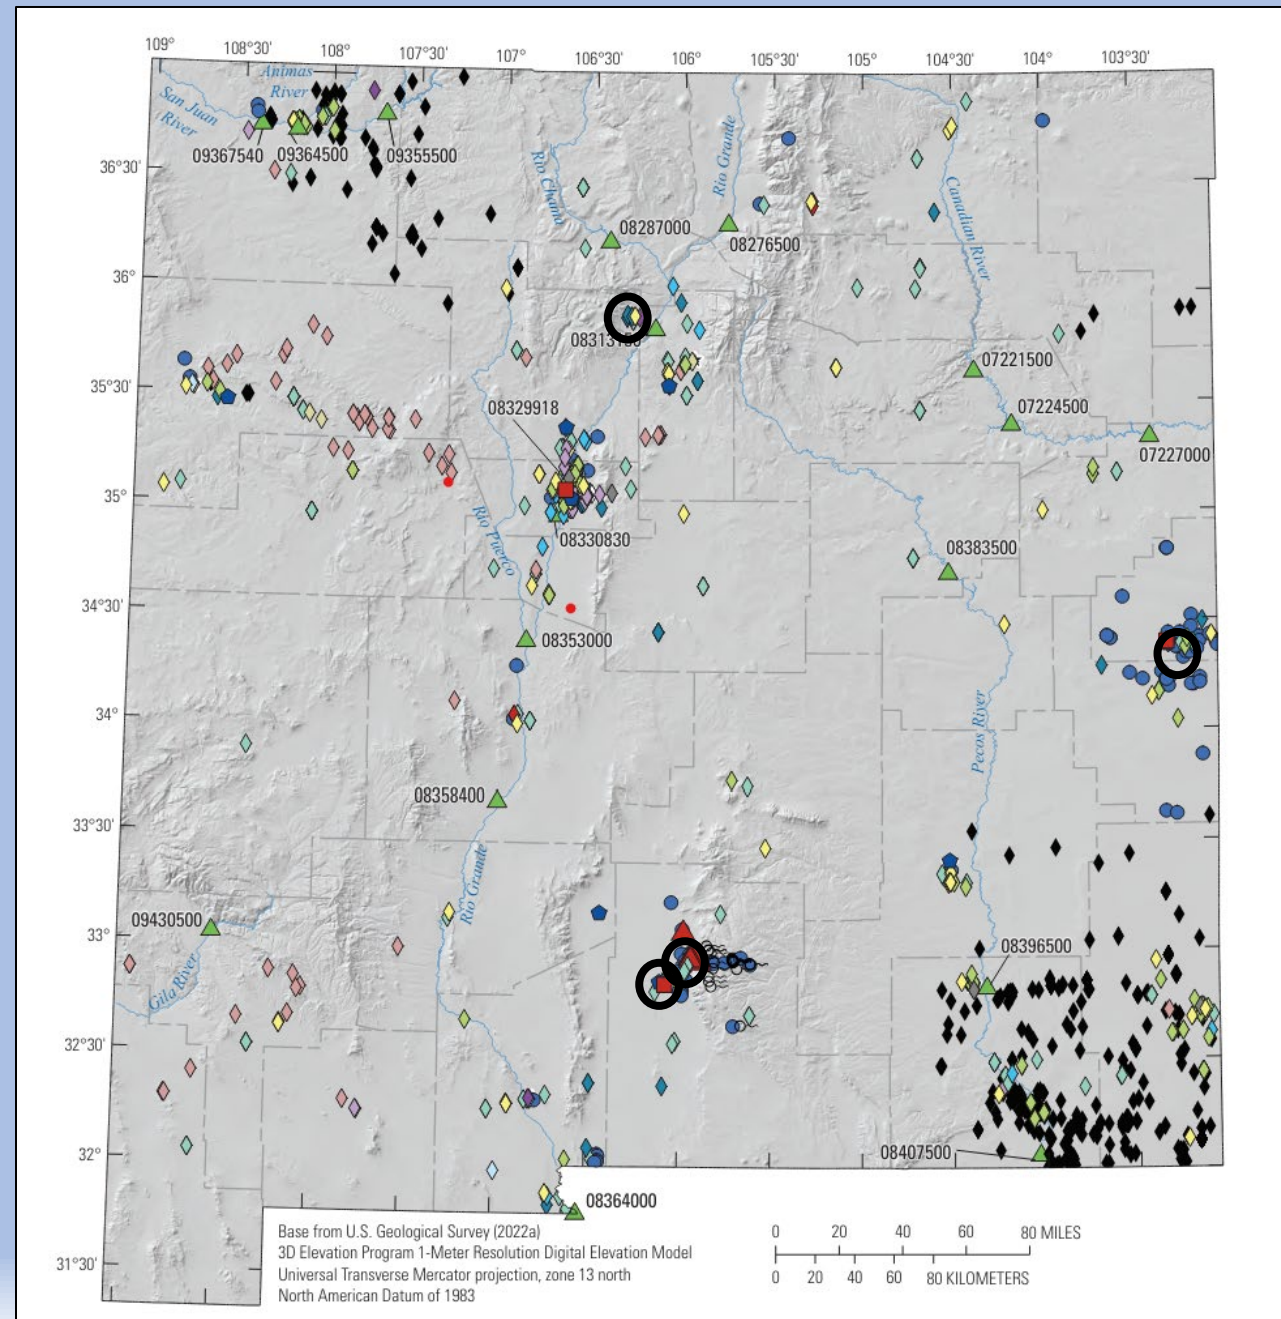 109° 108°30' 108° 107°30' 107° 106°30' 106° 105°30' 105° 104°30' 104° 103°30'
Animas
River
San Juan
River
09367540 09364500 09355500
36°30'
Rio Chama
Rio Grande
Canadian River
08287000
08276500
36°
07221500
35°30'
08329918
07224500
07227000
35°
Rio Puerco
08330830
08383500
34°30'
08353000
34°
Pecos River
08358400
33°30'
Rio Grande
09430500
33°
08396500
Gila River
32°30'
32°
08407500
08364000
31°30'
Base from U.S. Geological Survey (2022a)
3D Elevation Program 1-Meter Resolution Digital Elevation Model
Universal Transverse Mercator projection, zone 13 north
North American Datum of 1983
0 20 40 60 80 MILES
0 20 40 60 80 KILOMETERS